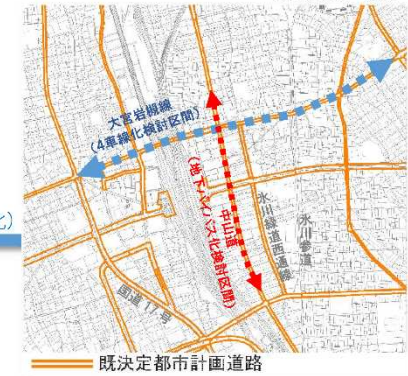 大宮岩槻線
(4車線化検討区間)
中山道
(地下バイパス化検討区間)
氷川緑道西通線
氷川参道
国道17号
化)
既決定都市計画道路